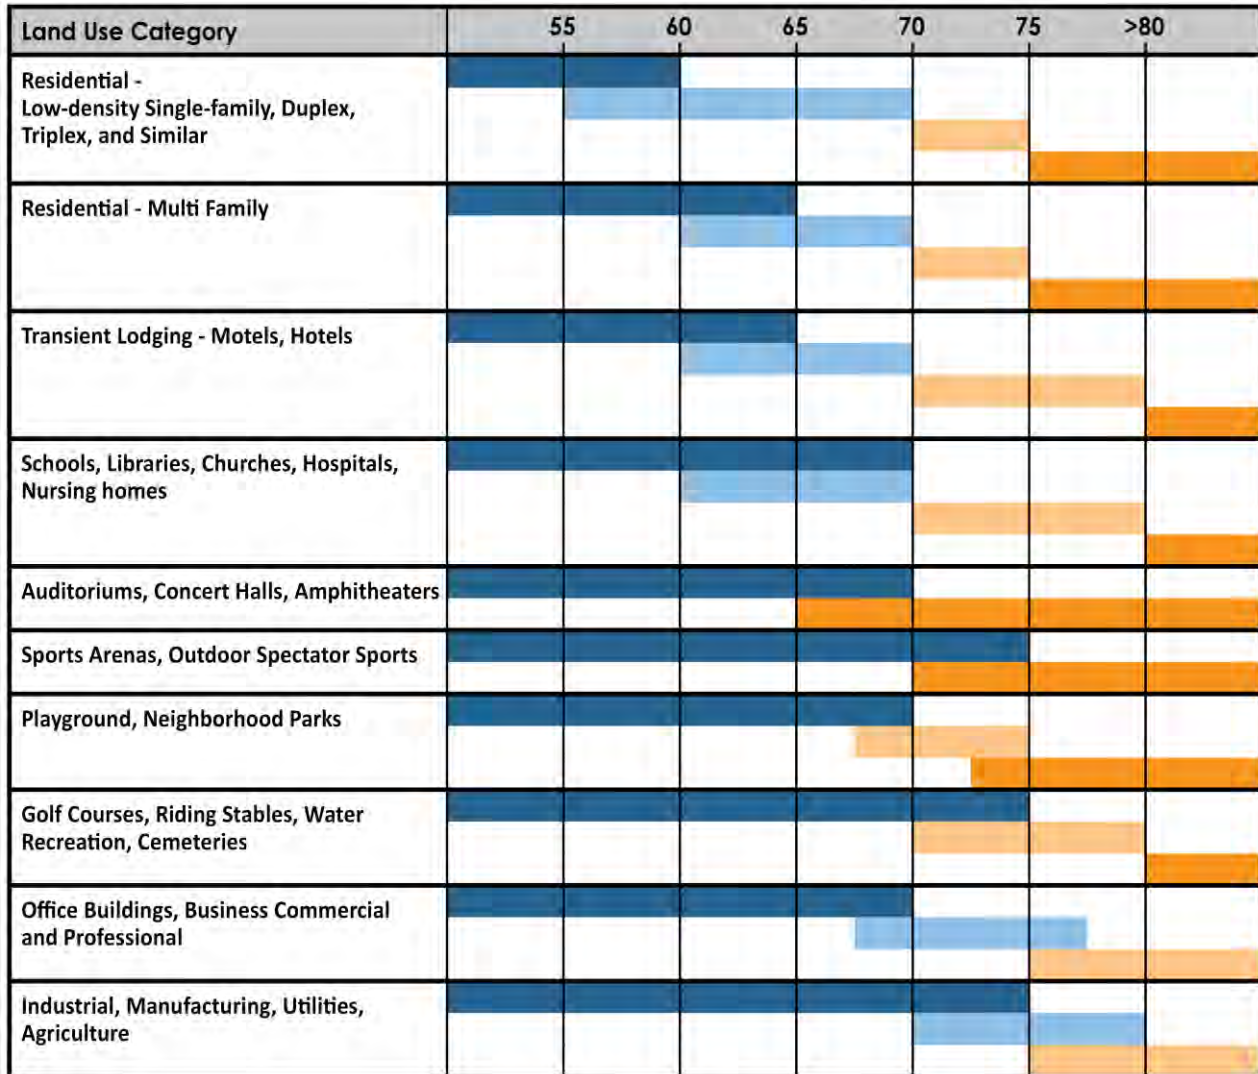 Land Use Category 55 60 65 70 75 >80
Residential -
Low-density Single-family, Duplex,
Triplex, and Similar
Residential - Multi Family
Transient Lodging - Motels, Hotels
Schools, Libraries, Churches, Hospitals,
Nursing homes
Auditoriums, Concert Halls, Amphitheaters
Sports Arenas, Outdoor Spectator Sports
Playground, Neighborhood Parks
Golf Courses, Riding Stables, Water
Recreation, Cemeteries
Office Buildings, Business Commercial
and Professional
Industrial, Manufacturing, Utilities,
Agriculture